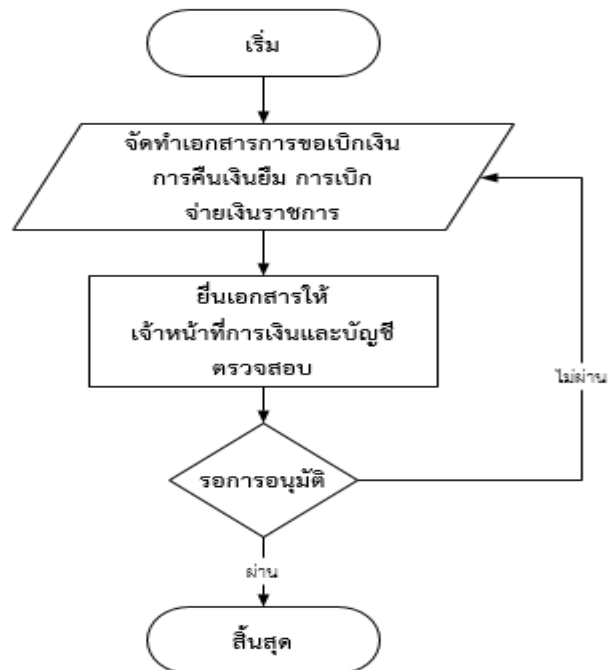 เริ่ม
จัดทำเอกสารการขอเบิกเงิน
การคืนเงินยืม การเบิก
จ่ายเงินราชการ
ยื่นเอกสารให้
เจ้าหน้าที่การเงินและบัญชี
ตรวจสอบ
ไม่ผ่าน
รอการอนุมัติ
ผ่าน
สิ้นสุด